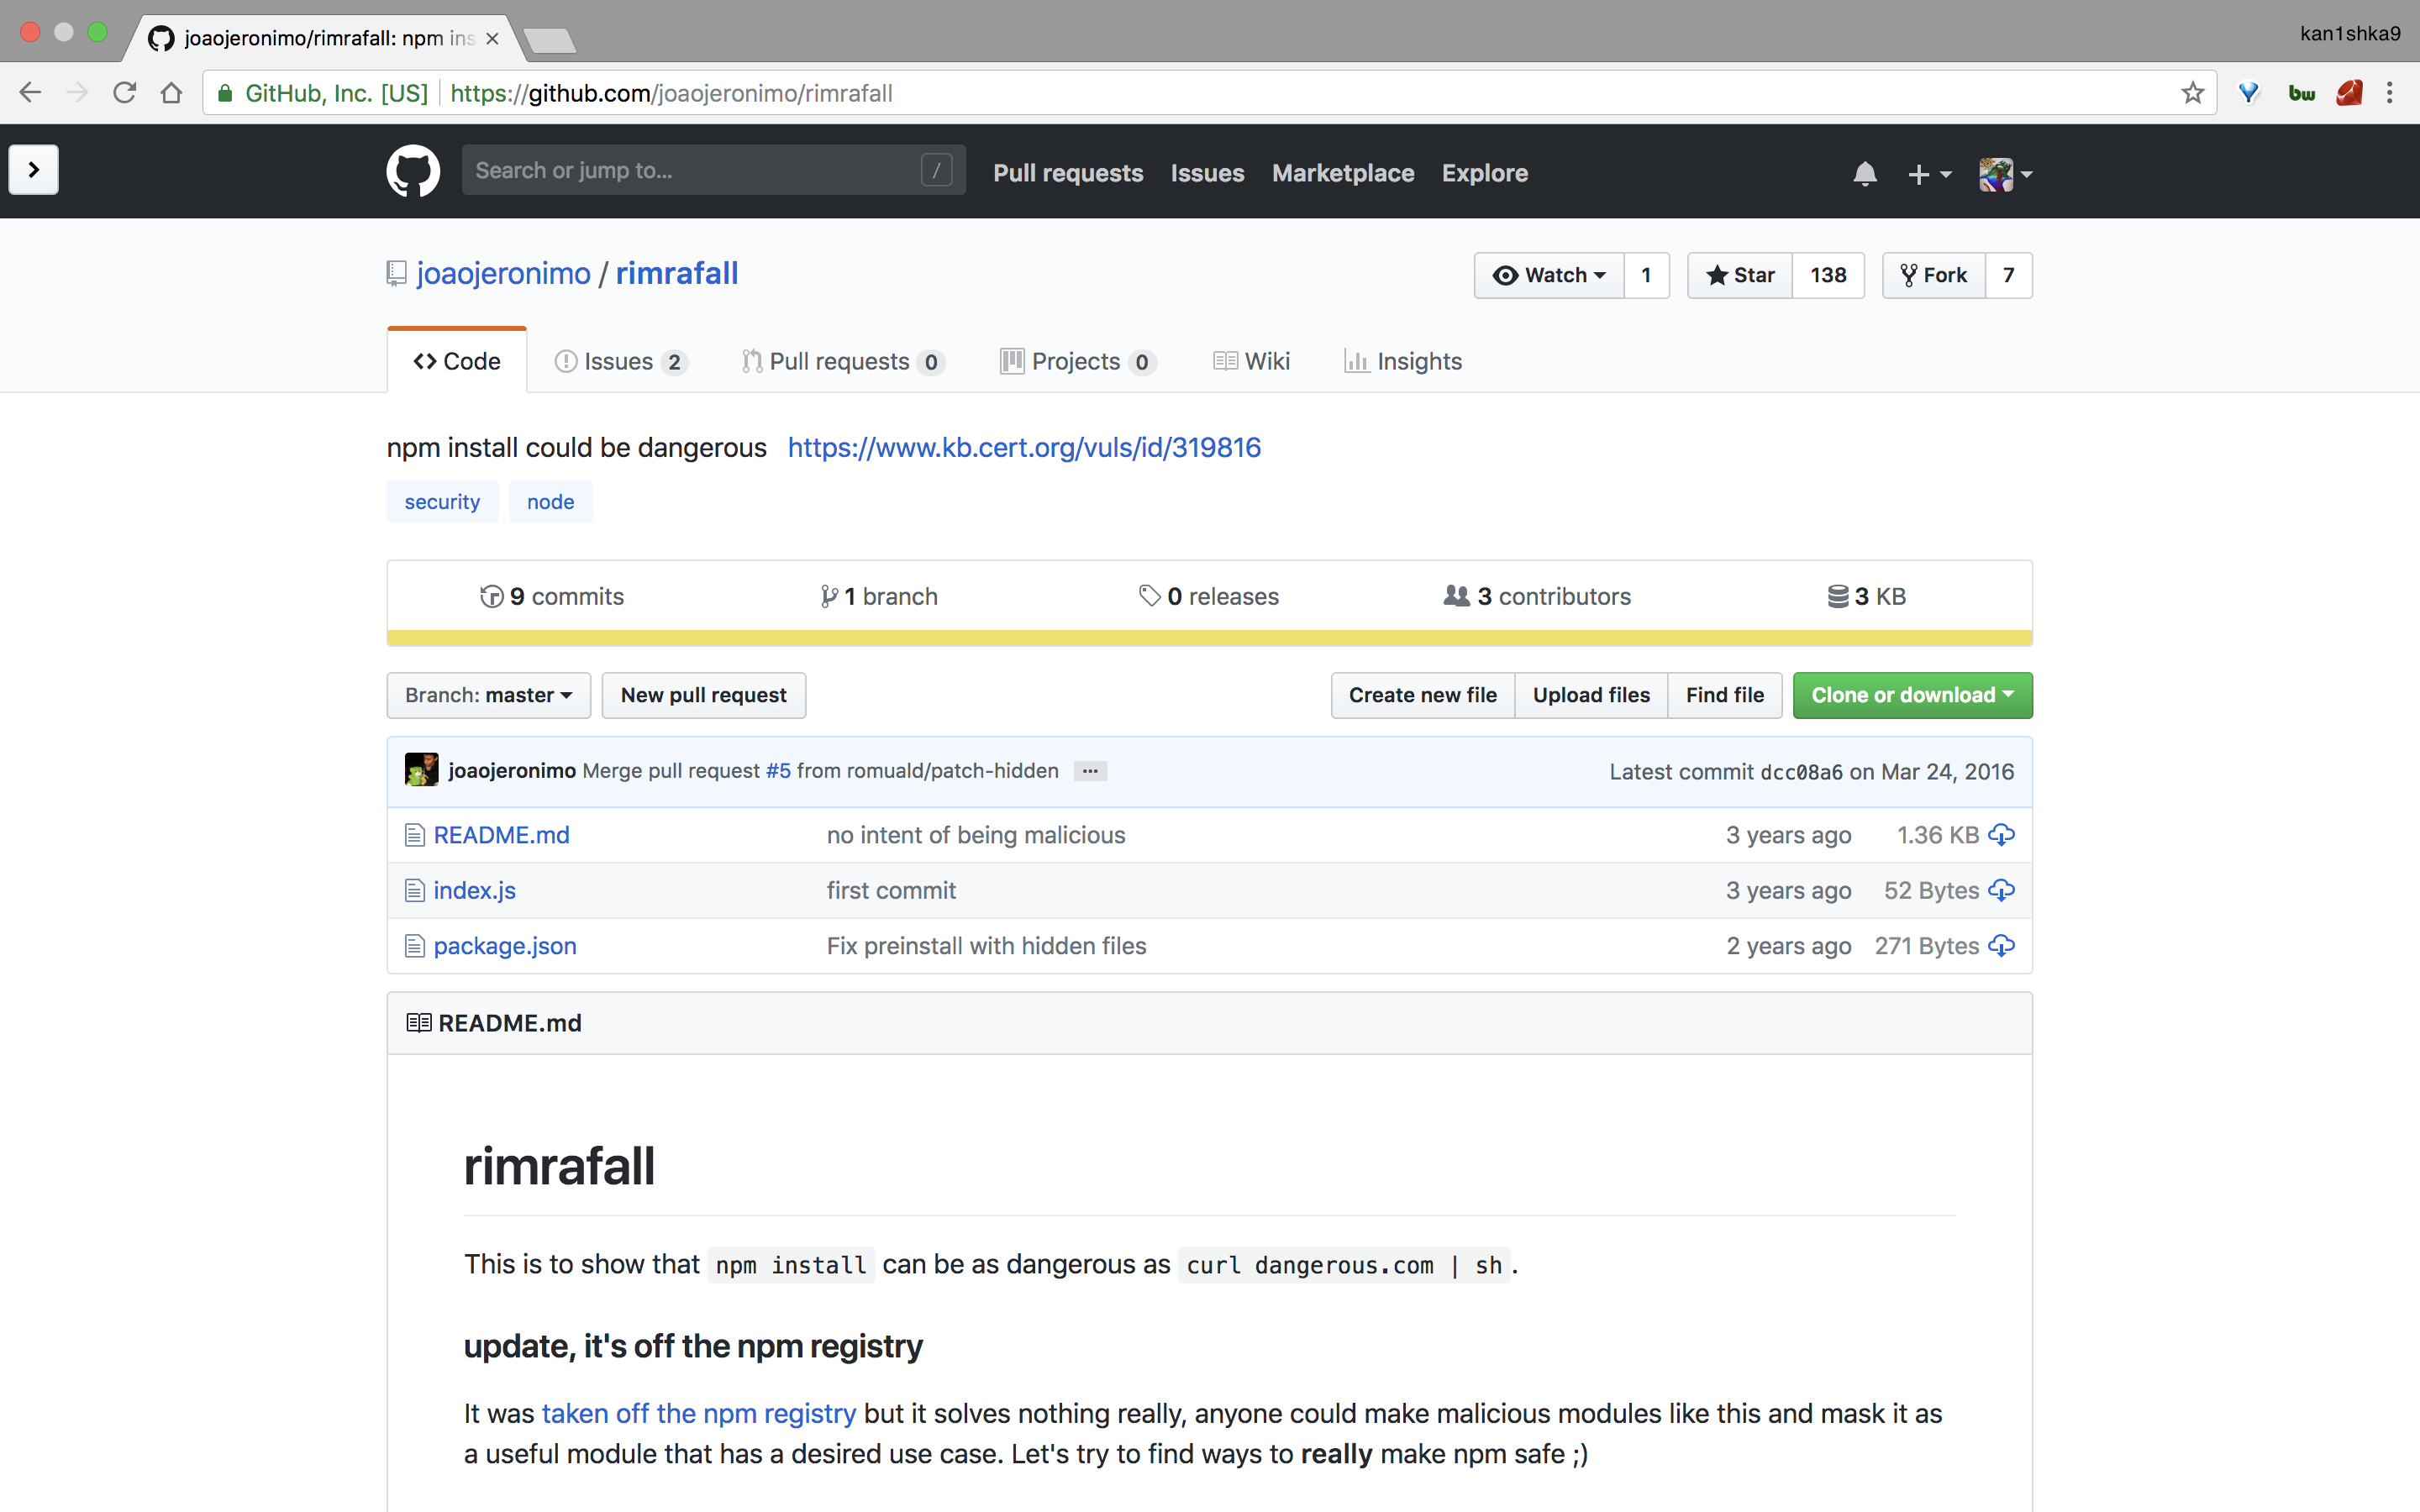 joaojeronimo/rimrafall: npm ins
kan1shka9
GitHub, Inc. [US] https://github.com/joaojeronimo/rimrafall
bw
Search or jump to... / Pull requests Issues Marketplace Explore
joaojeronimo / rimrafall
Watch 1 Star 138 Fork 7
Code Issues 2 Pull requests 0 Projects 0 Wiki Insights
npm install could be dangerous https://www.kb.cert.org/vuls/id/319816
security node
9 commits 1 branch 0 releases 3 contributors 3 KB
Branch: master New pull request Create new file Upload files Find file Clone or download
joaojeronimo Merge pull request #5 from romuald/patch-hidden ... Latest commit dcc08a6 on Mar 24, 2016
README.md no intent of being malicious 3 years ago 1.36 KB
index.js first commit 3 years ago 52 Bytes
package.json Fix preinstall with hidden files 2 years ago 271 Bytes
README.md
rimrafall
This is to show that npm install can be as dangerous as curl dangerous.com | sh.
update, it's off the npm registry
It was taken off the npm registry but it solves nothing really, anyone could make malicious modules like this and mask it as
a useful module that has a desired use case. Let's try to find ways to really make npm safe ;)